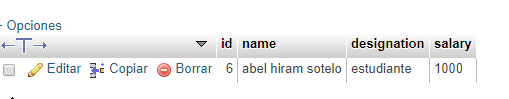 - Opciones
id name designation salary
Editar Copiar Borrar 6 abel hiram sotelo estudiante 1000